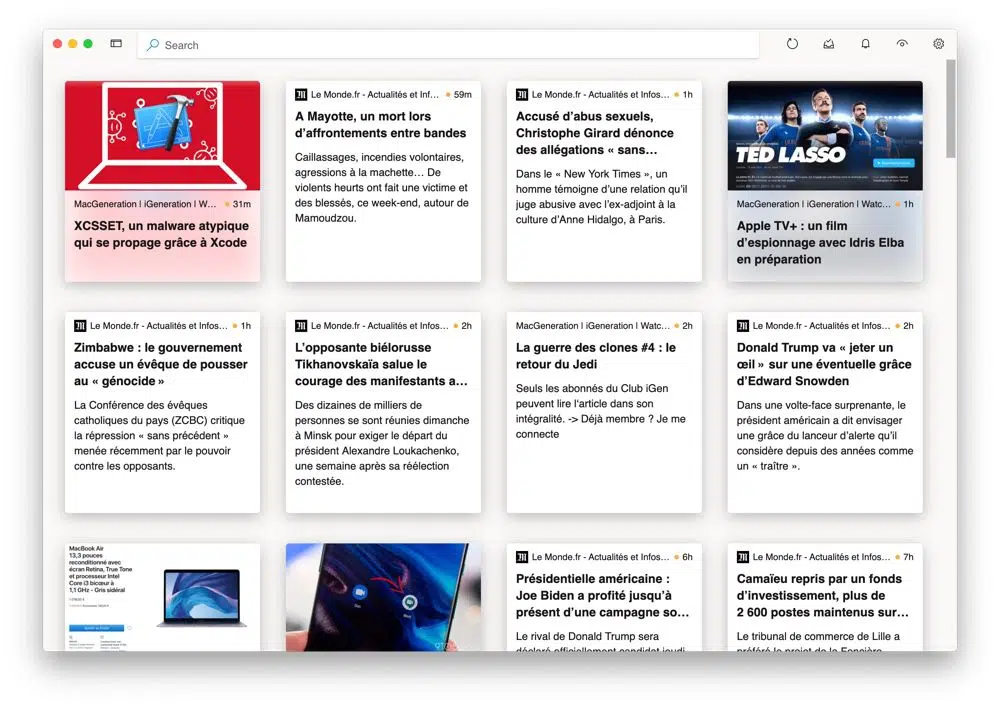 Search
Le Monde.fr - Actualités et Inf... 59m
A Mayotte, un mort lors
d’affrontements entre bandes
Caillassages, incendies volontaires,
agressions à la machette… De
violents heurts ont fait une victime et
des blessés, ce week-end, autour de
Mamoudzou.
Le Monde.fr - Actualités et Infos... 1h
Accusé d’abus sexuels,
Christophe Girard dénonce
des allégations « sans...
Dans le « New York Times », un
homme témoigne d’une relation qu’il
juge abusive avec l’ex-adjoint à la
culture d’Anne Hidalgo, à Paris.
TED LASSO
MacGeneration | iGeneration | W... 31m
XCSSET, un malware atypique
qui se propage grâce à Xcode
MacGeneration | iGeneration | Watc... 1h
Apple TV+ : un film
d’espionnage avec Idris Elba
en préparation
Le Monde.fr - Actualités et Infos... 1h
Zimbabwe : le gouvernement
accuse un évêque de pousser
au « génocide »
La Conférence des évêques
catholiques du pays (ZCBC) critique
la répression « sans précédent »
menée récemment par le pouvoir
contre les opposants.
Le Monde.fr - Actualités et Infos... 2h
L’opposante biélorusse
Tikhanovskaïa salue le
courage des manifestants a...
Des dizaines de milliers de
personnes se sont réunies dimanche
à Minsk pour exiger le départ du
président Alexandre Loukachenko,
une semaine après sa réélection
contestée.
MacGeneration | iGeneration | Watc... 2h
La guerre des clones #4 : le
retour du Jedi
Seuls les abonnés du Club iGen
peuvent lire l’article dans son
intégralité. -> Déjà membre ? Je me
connecte
Le Monde.fr - Actualités et Infos... 2h
Donald Trump va « jeter un
œil » sur une éventuelle grâce
d’Edward Snowden
Dans une volte-face surprenante, le
président américain a dit envisager
une grâce du lanceur d’alerte qu’il
considère depuis des années comme
un « traître ».
MacBook Air
13,3 pouces
reconditionné avec
écran Retina, True Tone
et processeur Intel
Core i3 bicœur à
1,1 GHz - Gris sidéral
Le Monde.fr - Actualités et Infos... 6h
Présidentielle américaine :
Joe Biden a profité jusqu’à
présent d’une campagne so...
Le rival de Donald Trump sera
déclaré officiellement candidat jeudi
Le Monde.fr - Actualités et Infos... 7h
Camaïeu repris par un fonds
d’investissement, plus de
2 600 postes maintenus sur...
Le tribunal de commerce de Lille a
préféré le projet de la Foncière